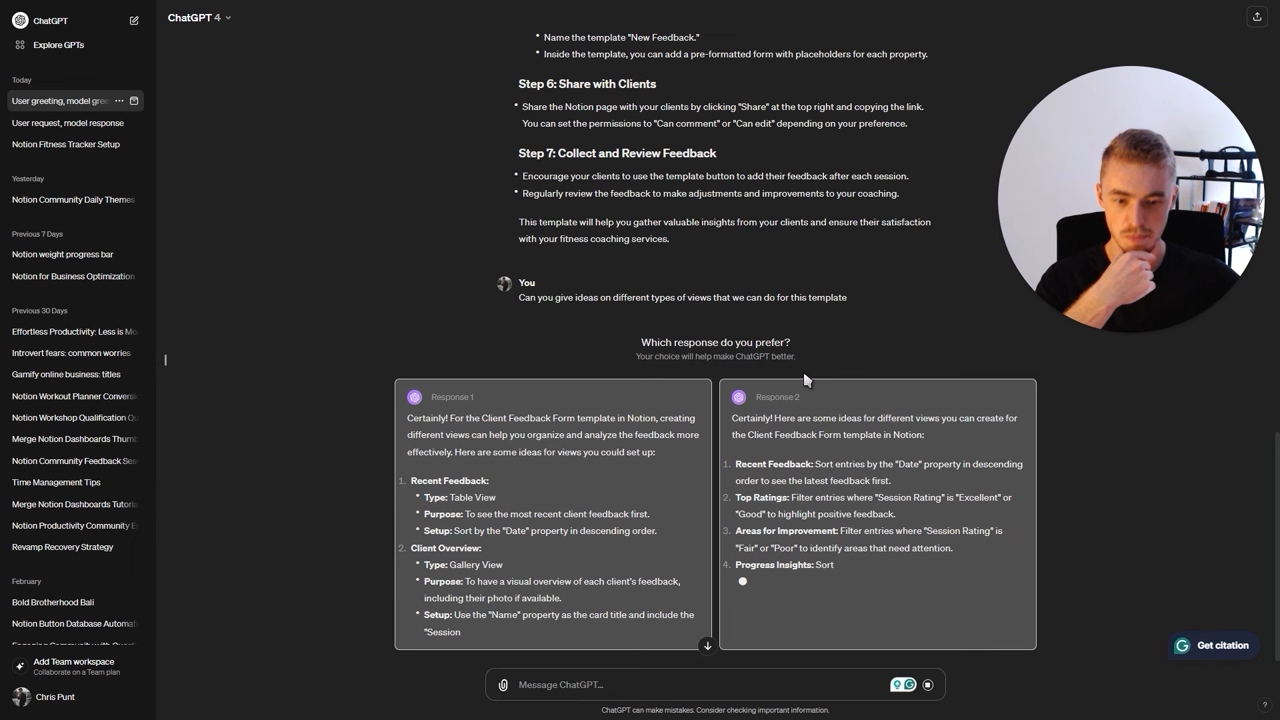 ChatGPT
Explore GPTs
Today
User greeting, model gree
User request, model response
Notion Fitness Tracker Setup
Yesterday
Notion Community Daily Themes
Previous 7 Days
Notion weight progress bar
Notion for Business Optimization
Previous 30 Days
Effortless Productivity: Less is Mo
Introvert fears: common worries
Gamify online business: titles
Notion Workout Planner Conversi
Notion Workshop Qualification Qu
Merge Notion Dashboards Thumb
Notion Community Feedback Ses
Time Management Tips
Merge Notion Dashboards Tutoria
Notion Productivity Community E
Revamp Recovery Strategy
February
Bold Brotherhood Bali
Notion Button Database Automat
Add Team workspace
Collaborate on a Team plan
Chris Punt
ChatGPT 4
• Name the template "New Feedback."
• Inside the template, you can add a pre-formatted form with placeholders for each property.
Step 6: Share with Clients
• Share the Notion page with your clients by clicking "Share" at the top right and copying the link.
You can set the permissions to "Can comment" or "Can edit" depending on your preference.
Step 7: Collect and Review Feedback
• Encourage your clients to use the template button to add their feedback after each session.
• Regularly review the feedback to make adjustments and improvements to your coaching.
This template will help you gather valuable insights from your clients and ensure their satisfaction
with your fitness coaching services.
You
Can you give ideas on different types of views that we can do for this template
Which response do you prefer?
Your choice will help make ChatGPT better.
Response 1
Certainly! For the Client Feedback Form template in Notion, creating
different views can help you organize and analyze the feedback more
effectively. Here are some ideas for views you could set up:
1. Recent Feedback:
• Type: Table View
• Purpose: To see the most recent client feedback first.
• Setup: Sort by the "Date" property in descending order.
2. Client Overview:
• Type: Gallery View
• Purpose: To have a visual overview of each client's feedback,
including their photo if available.
• Setup: Use the "Name" property as the card title and include the
"Session
Response 2
Certainly! Here are some ideas for different views you can create for
the Client Feedback Form template in Notion:
1. Recent Feedback: Sort entries by the "Date" property in descending
order to see the latest feedback first.
2. Top Ratings: Filter entries where "Session Rating" is "Excellent" or
"Good" to highlight positive feedback.
3. Areas for Improvement: Filter entries where "Session Rating" is
"Fair" or "Poor" to identify areas that need attention.
4. Progress Insights: Sort
Get citation
Message ChatGPT...
ChatGPT can make mistakes. Consider checking important information.
?